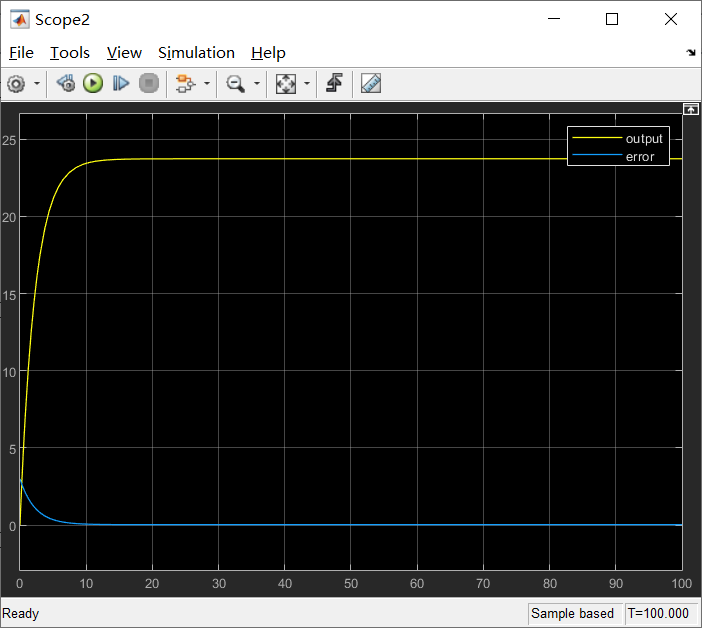 Scope2
File Tools View Simulation Help
25
20
15
10
5
0
output
error
0 10 20 30 40 50 60 70 80 90 100
Ready
Sample based T=100.000